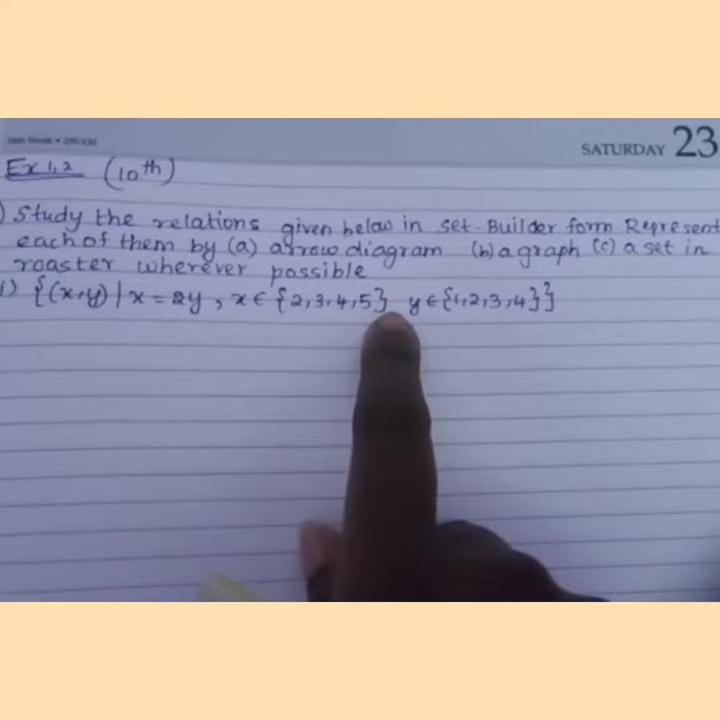 SATURDAY 23
Ex 1,2 (10th)
) Study the relations given below in set-Builder form Represent
each of them by (a) arrow diagram (b) a graph (c) a set in
roaster wherever possible
i) {(x,y) | x = 2y, x ∈ {2,3,4,5} y ∈ {1,2,3,4}}